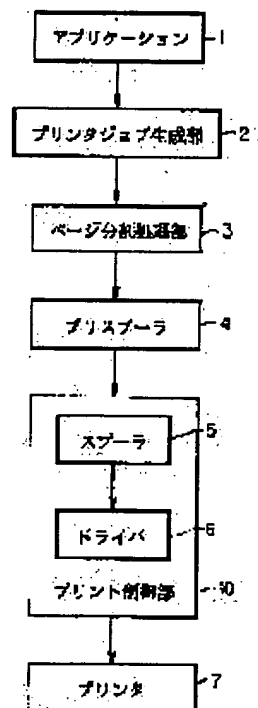 アプリケーション 1
プリンタジョブ生成部 2
ページ分割処理部 3
プリスプーラ 4
スプーラ 5
ドライバ 6
プリント制御部 50
プリンタ 7